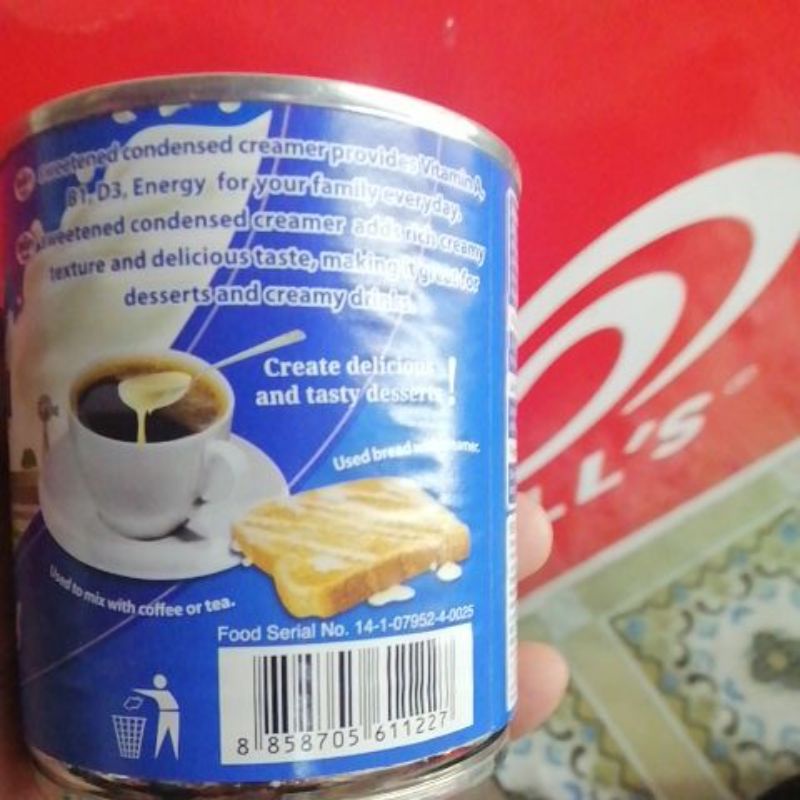 Sweetened condensed creamer provides Vitamin A,
B1, D3, Energy for your family everyday.
Sweetened condensed creamer adds rich creamy
texture and delicious taste, making it great for
desserts and creamy drinks.
Create delicious
and tasty desserts!
Used bread with creamer.
Used to mix with coffee or tea.
Food Serial No. 14-1-07952-4-0025
8 858705 611227
LL'S